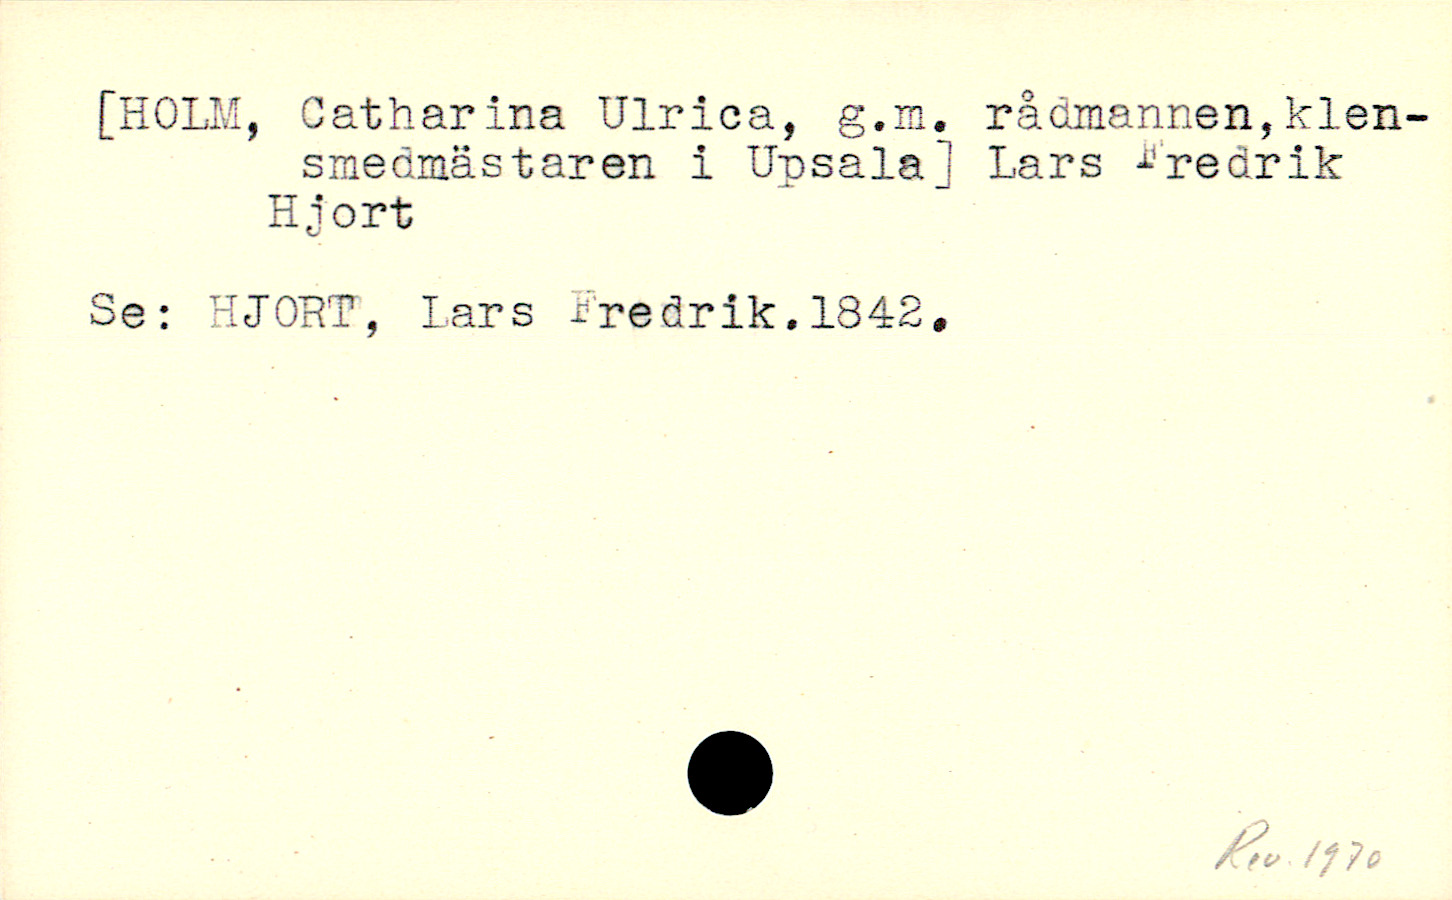 [HOLM, Catharina Ulrica, g.m. rådmannen,klen-
smedmästaren i Upsala] Lars Fredrik
Hjort
Se: HJORT, Lars Fredrik.1842.
Rev. 1970